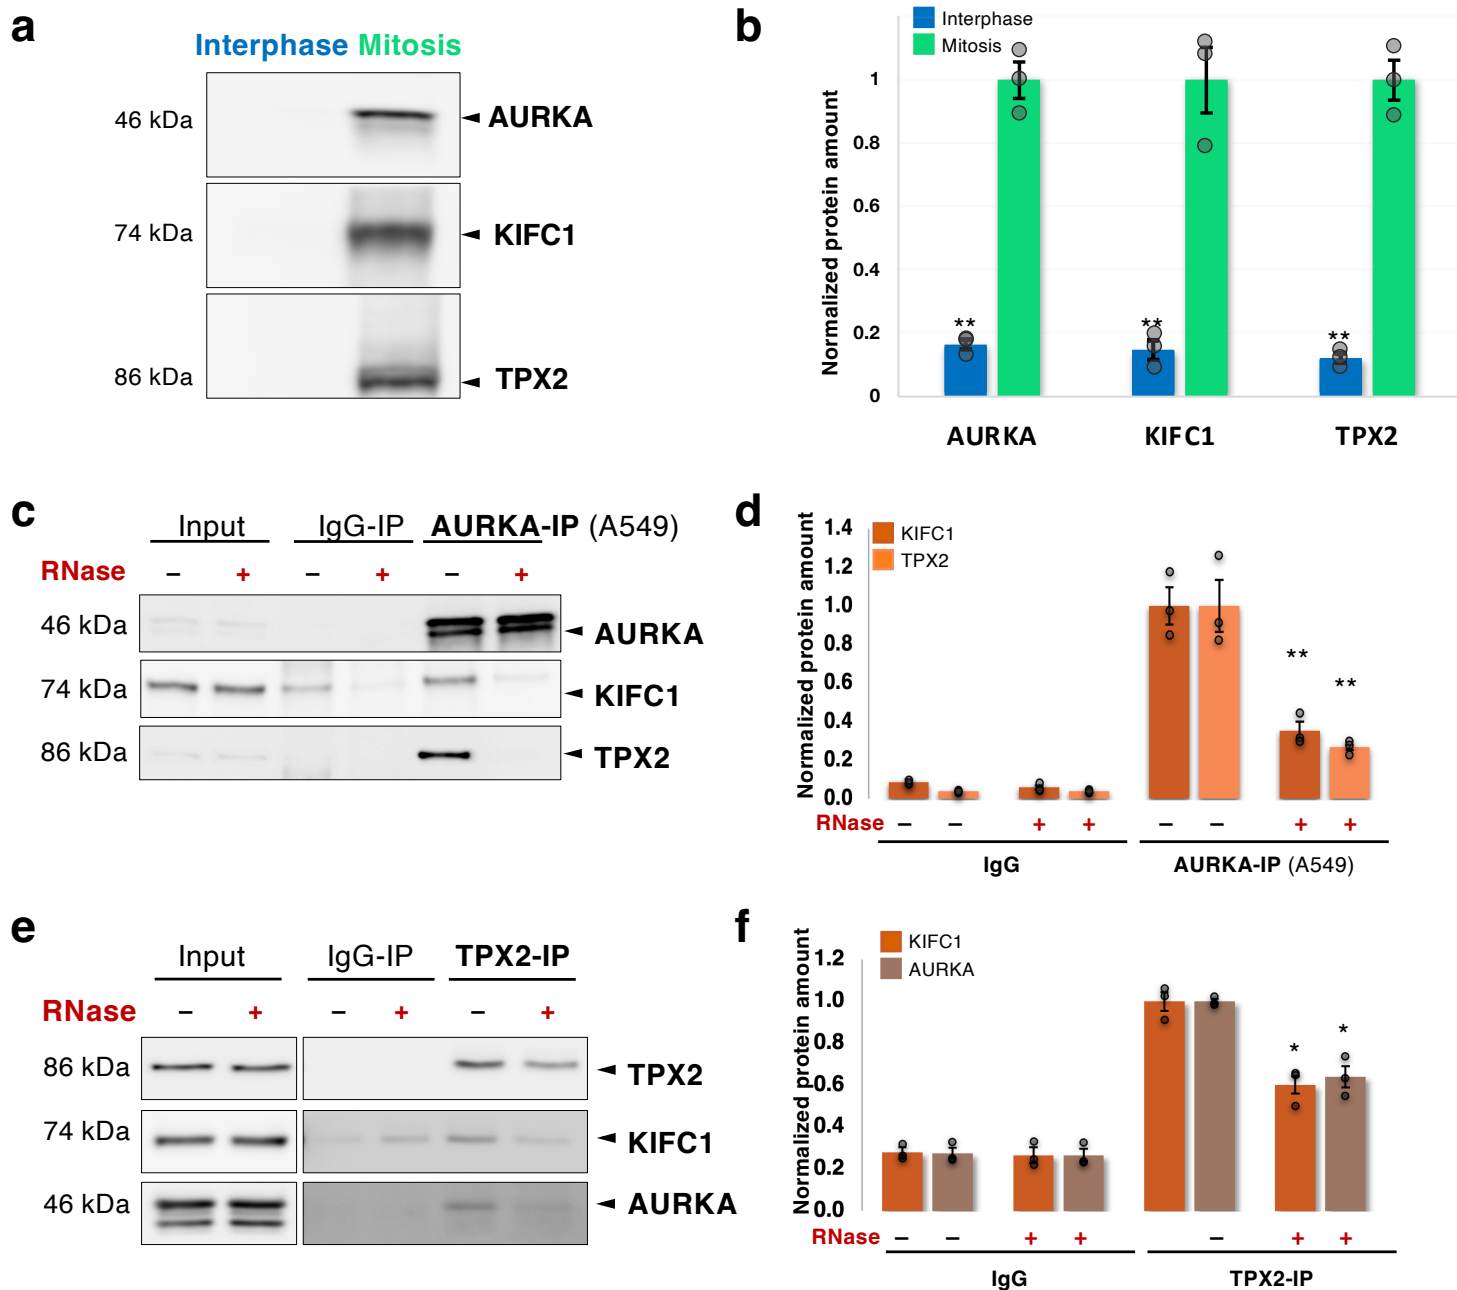 a
Interphase Mitosis
46 kDa
AURKA
74 kDa
KIFC1
86 kDa
TPX2
b
Interphase
Mitosis
Normalized protein amount
1
0.8
0.6
0.4
0.2
0
** ** **
AURKA KIFC1 TPX2
c
Input IgG-IP AURKA-IP (A549)
RNase – + – + – +
46 kDa
AURKA
74 kDa
KIFC1
86 kDa
TPX2
d
KIFC1
TPX2
Normalized protein amount
1.4
1.2
1.0
0.8
0.6
0.4
0.2
0.0
** **
RNase – – + + – – + +
IgG AURKA-IP (A549)
e
Input IgG-IP TPX2-IP
RNase – + – + – +
86 kDa
TPX2
74 kDa
KIFC1
46 kDa
AURKA
f
KIFC1
AURKA
Normalized protein amount
1.2
1.0
0.8
0.6
0.4
0.2
0.0
* *
RNase – – + + – + +
IgG TPX2-IP